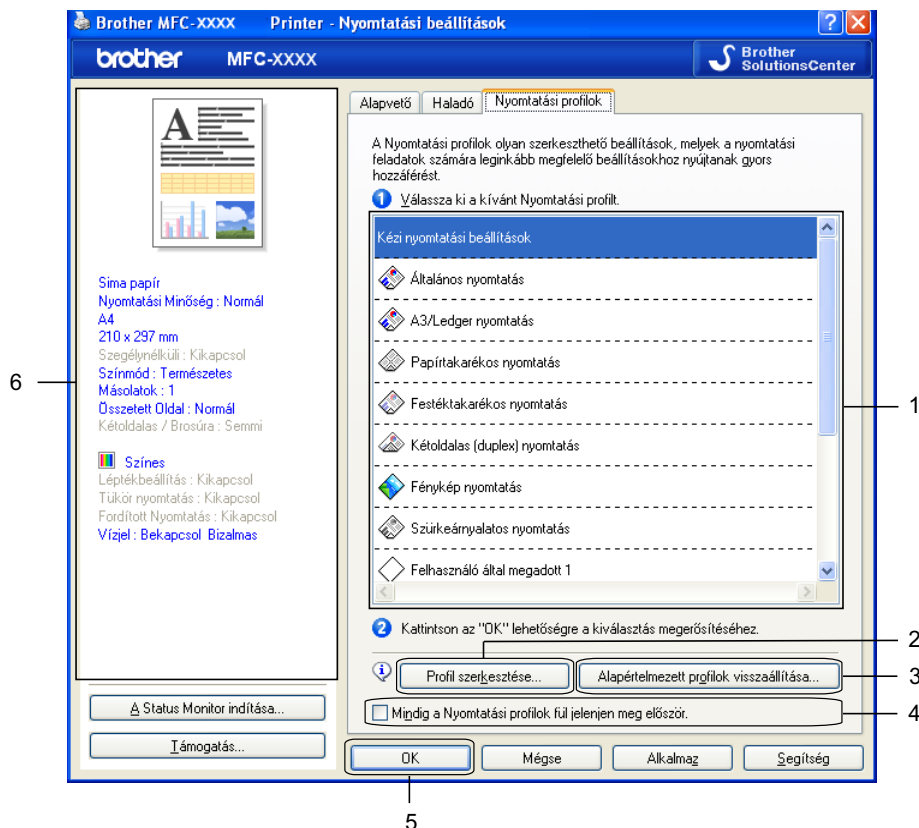 Brother MFC-XXXX Printer - Nyomtatási beállítások
brother MFC-XXXX
Brother SolutionsCenter
Sima papír
Nyomtatási Minőség : Normál
A4
210 x 297 mm
Szegélynélküli : Kikapcsol
Színmód : Természetes
Másolatok : 1
Összetett Oldal : Normál
Kétoldalas / Brosúra : Semmi
Színes
Léptékbeállítás : Kikapcsol
Tükör nyomtatás : Kikapcsol
Fordított Nyomtatás : Kikapcsol
Vízjel : Bekapcsol Bizalmas
A Status Monitor indítása...
Támogatás...
6
Alapvető Haladó Nyomtatási profilok
A Nyomtatási profilok olyan szerkeszthető beállítások, melyek a nyomtatási
feladatok számára leginkább megfelelő beállításokhoz nyújtanak gyors
hozzáférést.
1 Válassza ki a kívánt Nyomtatási profilt.
Kézi nyomtatási beállítások
Általános nyomtatás
A3/Ledger nyomtatás
Papírtakarékos nyomtatás
Festéktakarékos nyomtatás
Kétoldalas (duplex) nyomtatás
Fénykép nyomtatás
Szürkeárnyalatos nyomtatás
Felhasználó által megadott 1
1
2 Kattintson az "OK" lehetőségre a kiválasztás megerősítéséhez.
2
Profil szerkesztése... Alapértelmezett profilok visszaállítása...
3
Mindig a Nyomtatási profilok fül jelenjen meg először.
4
OK Mégse Alkalmaz Segítség
5
A